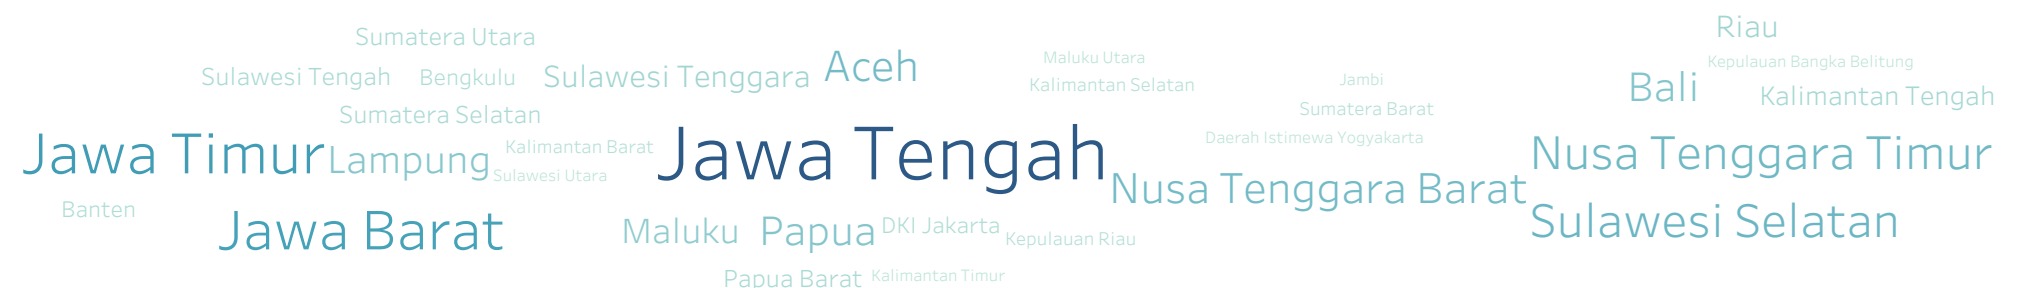 Sumatera Utara
Sulawesi Tengah
Bengkulu
Sulawesi Tenggara
Aceh
Sumatera Selatan
Jawa Timur
Lampung
Kalimantan Barat
Sulawesi Utara
Banten
Jawa Barat
Jawa Tengah
Maluku
Papua
DKI Jakarta
Papua Barat
Kalimantan Timur
Kepulauan Riau
Maluku Utara
Kalimantan Selatan
Jambi
Sumatera Barat
Daerah Istimewa Yogyakarta
Nusa Tenggara Barat
Riau
Kepulauan Bangka Belitung
Bali
Kalimantan Tengah
Nusa Tenggara Timur
Sulawesi Selatan